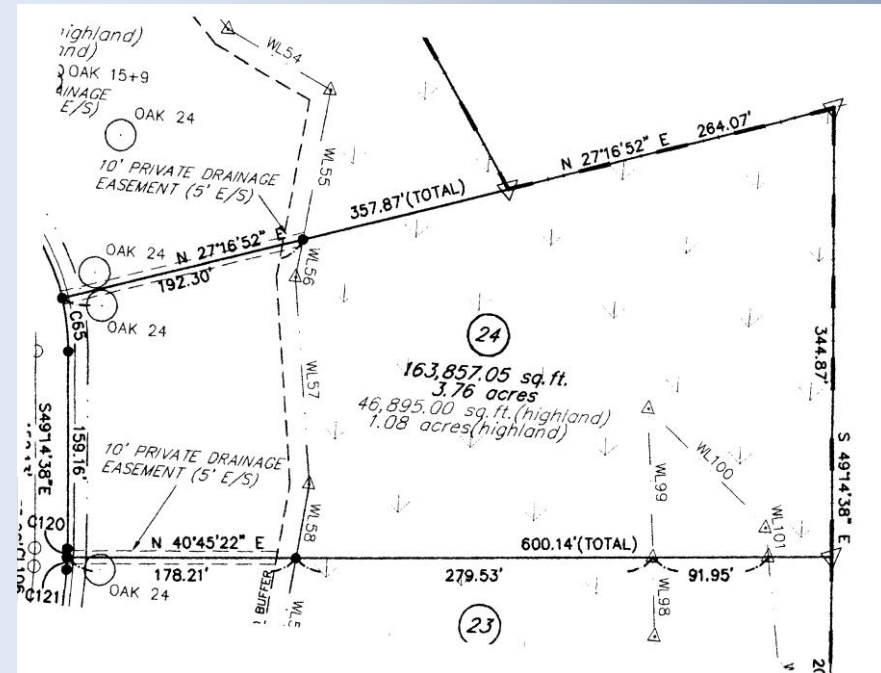 highland)
OAK 15+9
E/S)
OAK 24
WL54
WL55
10' PRIVATE DRAINAGE
EASEMENT (5' E/S)
357.87'(TOTAL)
N 27°16'52" E
264.07'
OAK 24
N 27°16'52" E
192.30'
WL56
OAK 24
C65
24
163,857.05 sq.ft.
3.76 acres
46,895.00 sq.ft.(highland)
1.08 acres(highland)
WL57
344.87'
S 49°14'38" E
S49°14'38"E
159.16'
10' PRIVATE DRAINAGE
EASEMENT (5' E/S)
WL99
WL100
WL101
WL58
C120
N 40°45'22" E
600.14'(TOTAL)
178.21'
279.53'
91.95'
C121
OAK 24
BUFFER
WL98
23